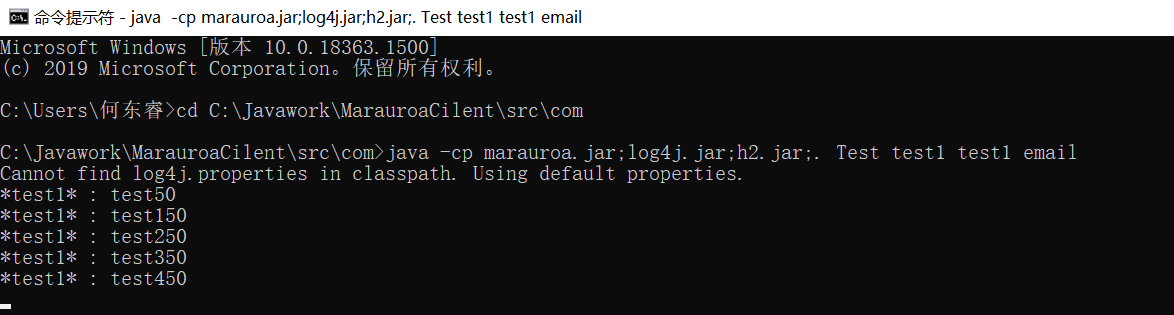 命令提示符 - java  -cp marauroa.jar;log4j.jar;h2.jar;. Test test1 test1 email
Microsoft Windows [版本 10.0.18363.1500]
(c) 2019 Microsoft Corporation。保留所有权利。
C:\Users\何东睿>cd C:\Javawork\MarauroaCilent\src\com
C:\Javawork\MarauroaCilent\src\com>java -cp marauroa.jar;log4j.jar;h2.jar;. Test test1 test1 email
Cannot find log4j.properties in classpath. Using default properties.
*test1* : test50
*test1* : test150
*test1* : test250
*test1* : test350
*test1* : test450